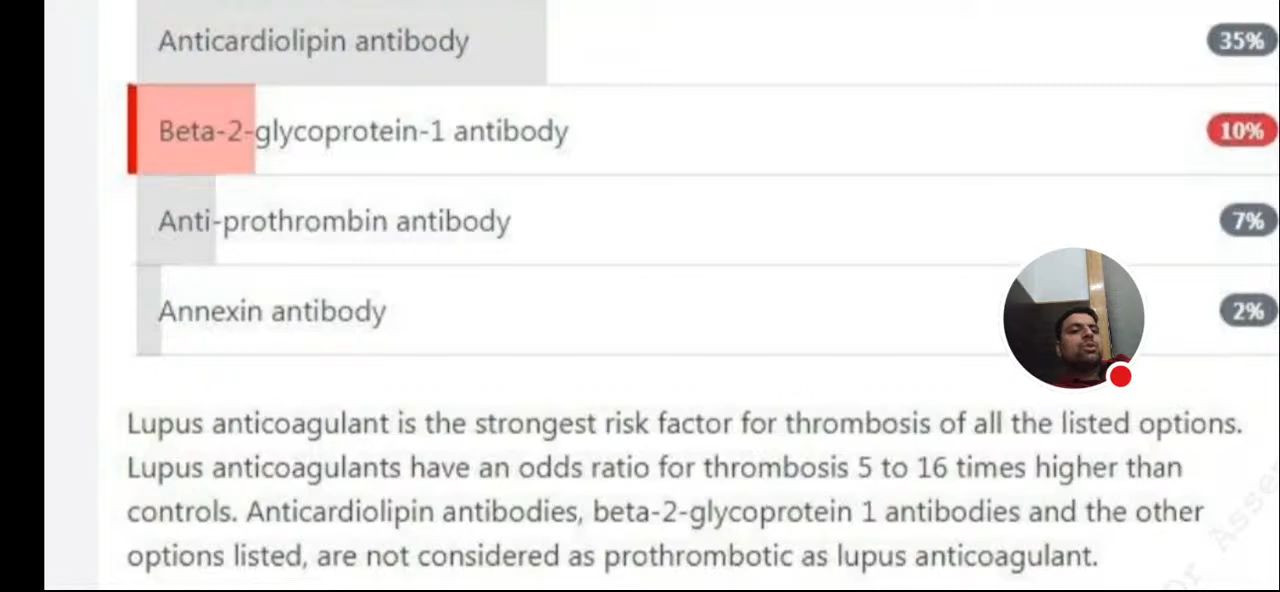 Anticardiolipin antibody 35%
Beta-2-glycoprotein-1 antibody 10%
Anti-prothrombin antibody 7%
Annexin antibody 2%
Lupus anticoagulant is the strongest risk factor for thrombosis of all the listed options.
Lupus anticoagulants have an odds ratio for thrombosis 5 to 16 times higher than
controls. Anticardiolipin antibodies, beta-2-glycoprotein 1 antibodies and the other
options listed, are not considered as prothrombotic as lupus anticoagulant.